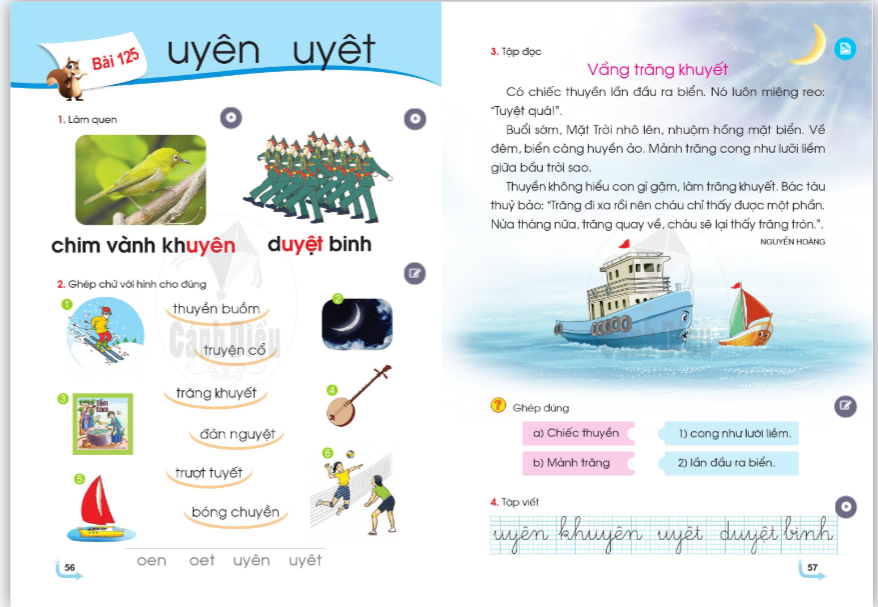 Bài 125
uyên uyêt
1. Làm quen
chim vành khuyên
duyệt binh
2. Ghép chữ với hình cho đúng
1
thuyền buồm
2
truyện cổ
3
Tấm Cám
trăng khuyết
4
đàn nguyệt
5
trượt tuyết
6
bóng chuyền
Cánh Diều
oen oet uyên uyêt
56
3. Tập đọc
Vầng trăng khuyết
Có chiếc thuyền lần đầu ra biển. Nó luôn miệng reo:
“Tuyệt quá!”.
Buổi sớm, Mặt Trời nhô lên, nhuộm hồng mặt biển. Về
đêm, biển càng huyền ảo. Mảnh trăng cong như lưỡi liềm
giữa bầu trời sao.
Thuyền không hiểu con gì gặm, làm trăng khuyết. Bác tàu
thuỷ bảo: “Trăng đi xa rồi nên cháu chỉ thấy được một phần.
Nửa tháng nữa, trăng quay về, cháu sẽ lại thấy trăng tròn.”.
NGUYỄN HOÀNG
Cánh Diều
? Ghép đúng
a) Chiếc thuyền
1) cong như lưỡi liềm.
b) Mảnh trăng
2) lần đầu ra biển.
4. Tập viết
uyên khuyên uyêt duyệt binh
57